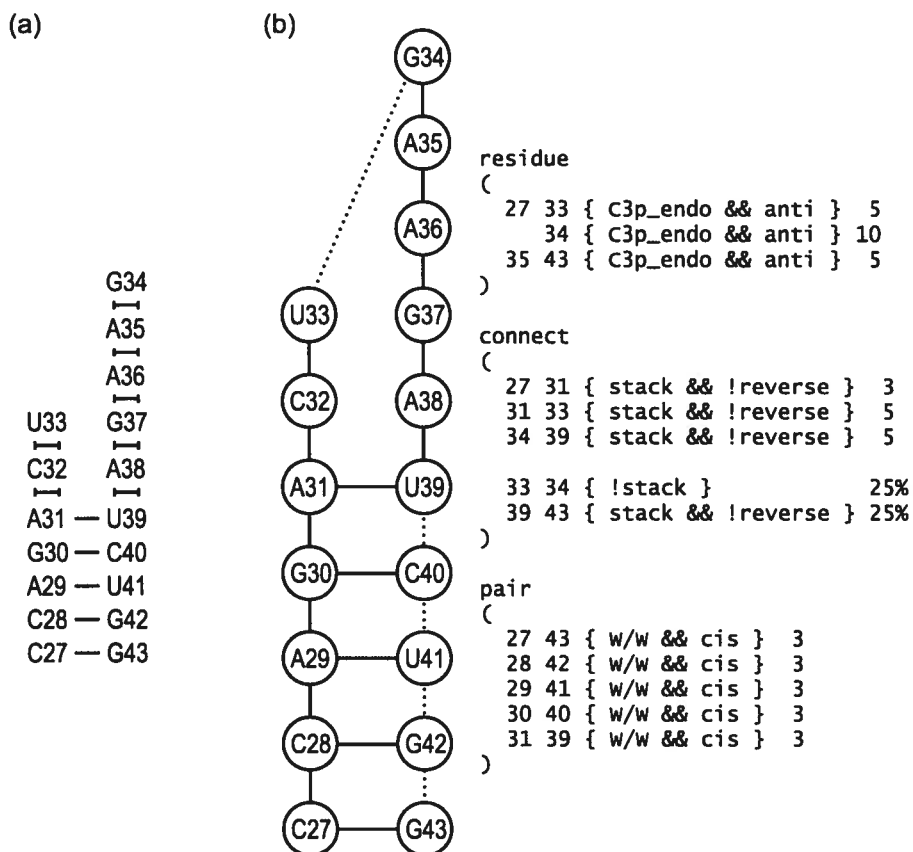 (a)
G34
A35
A36
U33 G37
C32 A38
A31 — U39
G30 — C40
A29 — U41
C28 — G42
C27 — G43
(b)
G34
A35
A36
U33 G37
C32 A38
A31 U39
G30 C40
A29 U41
C28 G42
C27 G43
residue
(
27 33 { C3p_endo && anti } 5
34 { C3p_endo && anti } 10
35 43 { C3p_endo && anti } 5
)
connect
(
27 31 { stack && !reverse } 3
31 33 { stack && !reverse } 5
34 39 { stack && !reverse } 5
33 34 { !stack } 25%
39 43 { stack && !reverse } 25%
)
pair
(
27 43 { W/W && cis } 3
28 42 { W/W && cis } 3
29 41 { W/W && cis } 3
30 40 { W/W && cis } 3
31 39 { W/W && cis } 3
)